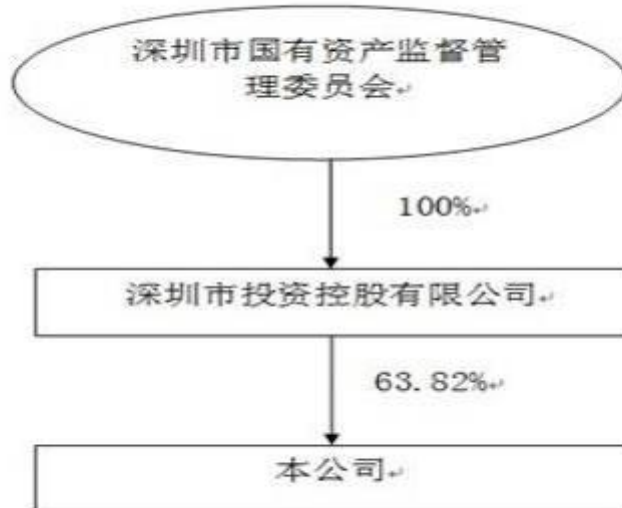 深圳市国有资产监督管
理委员会
100%
深圳市投资控股有限公司
63.82%
本公司